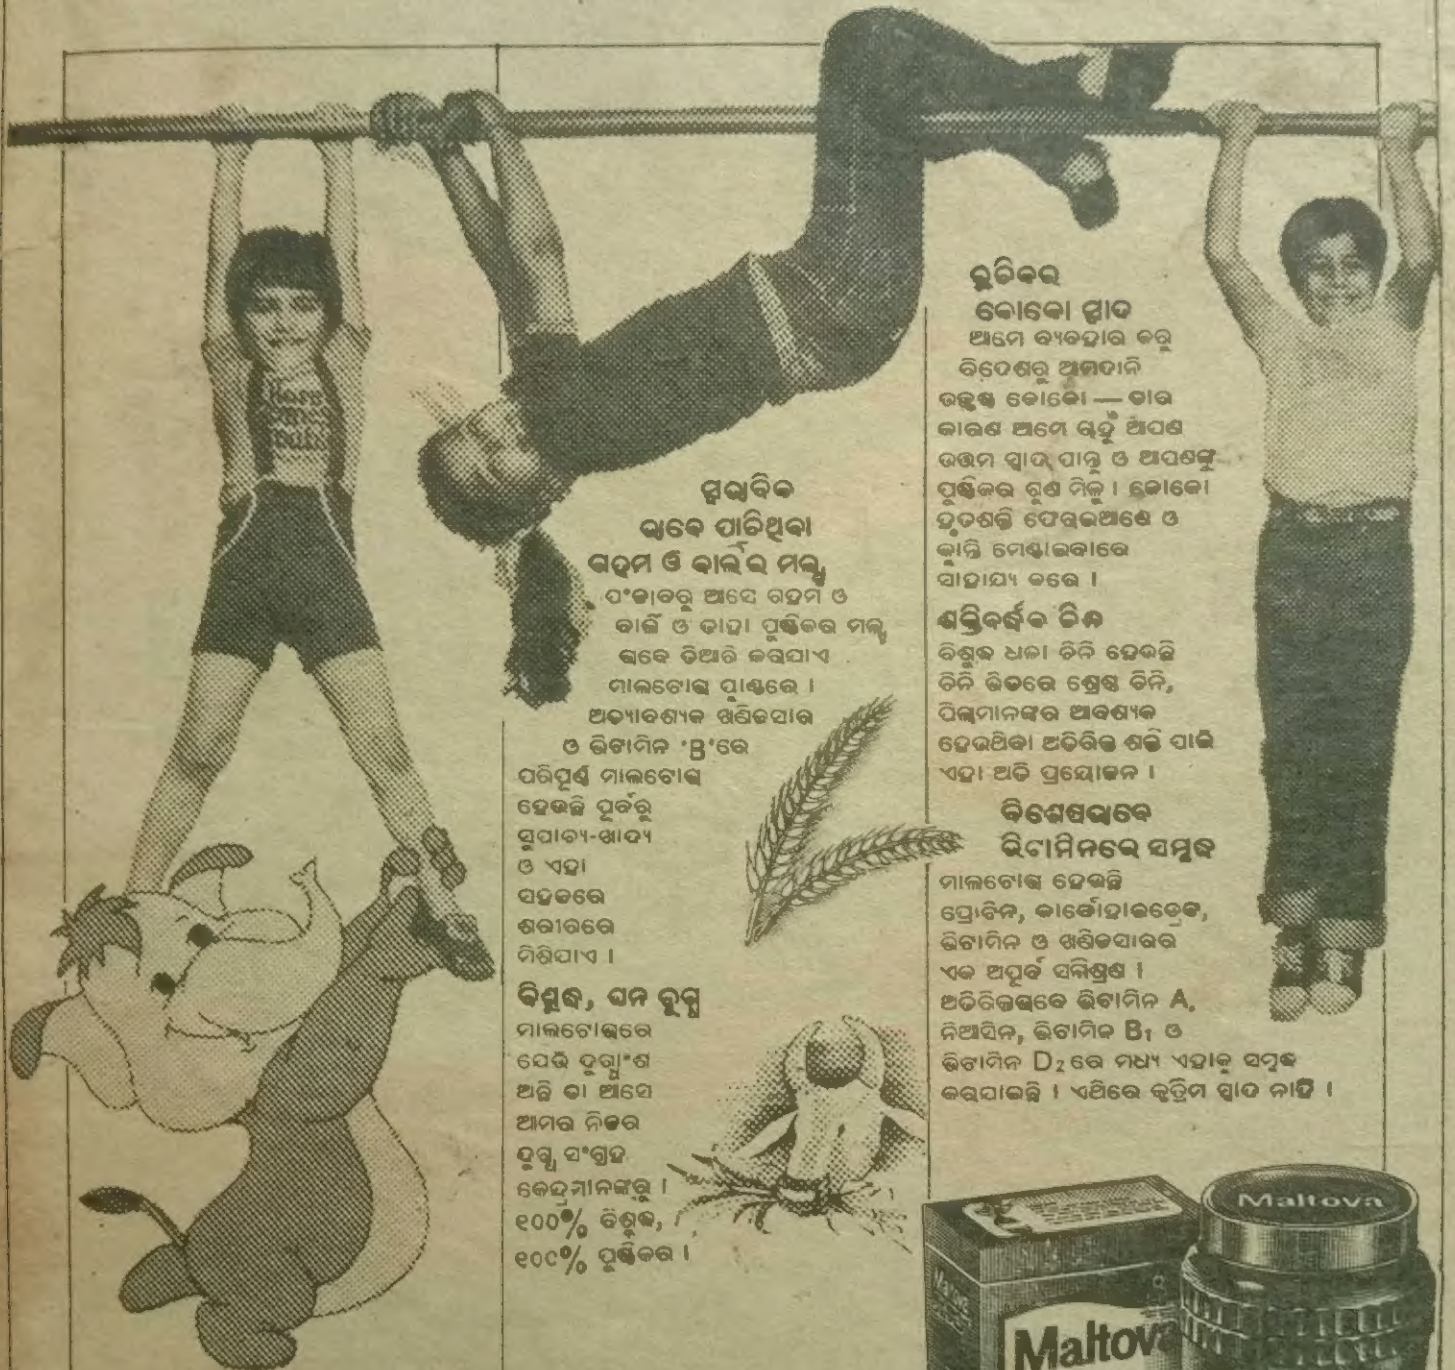 ସ୍ବଭାବିକ
ଭାବେ ପାଚିଥିବା
ଗହମ ଓ ବାର୍ଲିର ମଲ୍ଟ
ପଂଜାବରୁ ଆସେ ଗହମ ଓ
ବାର୍ଲି ଓ ତାହା ପୁଷ୍ଟିକର ମଲ୍ଟ
ଭାବେ ତିଆରି କରାଯାଏ
ମାଲଟୋଭା ପ୍ଲାଣ୍ଟରେ ।
ଅତ୍ୟାବଶ୍ୟକ ଖଣିଜସାର
ଓ ଭିଟାମିନ 'B'ରେ
ପରିପୂର୍ଣ୍ଣ ମାଲଟୋଭା
ହେଉଛି ପୂର୍ବରୁ
ସୁପାଚ୍ୟ-ଖାଦ୍ୟ
ଓ ଏହା
ସହଜରେ
ଶରୀରରେ
ମିଶିଯାଏ ।
ବିଶୁଦ୍ଧ, ଘନ ଦୁଗ୍ଧ
ମାଲଟୋଭାରେ
ଯେଉଁ ଦୁଗ୍ଧାଂଶ
ଅଛି ତା ଆସେ
ଆମର ନିଜର
ଦୁଗ୍ଧ ସଂଗ୍ରହ
କେନ୍ଦ୍ରମାନଙ୍କରୁ ।
୧୦୦% ବିଶୁଦ୍ଧ,
୧୦୦% ପୁଷ୍ଟିକର ।
ରୁଚିକର
କୋକୋ ସ୍ବାଦ
ଆମେ ବ୍ୟବହାର କରୁ
ବିଦେଶରୁ ଆମଦାନି
ଉତ୍କୃଷ୍ଟ କୋକୋ — ତାର
କାରଣ ଆମେ ଚାହୁଁ ଆପଣ
ଉତ୍ତମ ସ୍ବାଦ ପାନ୍ତୁ ଓ ଆପଣଙ୍କୁ
ପୁଷ୍ଟିକର ଗୁଣ ମିଳୁ । କୋକୋ
ହୃତଶକ୍ତି ଫେରାଇଆଣେ ଓ
କ୍ଲାନ୍ତି ମେଣ୍ଟାଇବାରେ
ସାହାଯ୍ୟ କରେ ।
ଶକ୍ତିବର୍ଦ୍ଧକ ଚିନି
ବିଶୁଦ୍ଧ ଧଳା ଚିନି ହେଉଛି
ଚିନି ଭିତରେ ଶ୍ରେଷ୍ଠ ଚିନି,
ପିଲାମାନଙ୍କର ଆବଶ୍ୟକ
ହେଉଥିବା ଅତିରିକ୍ତ ଶକ୍ତି ପାଇଁ
ଏହା ଅତି ପ୍ରୟୋଜନ ।
ବିଶେଷଭାବେ
ଭିଟାମିନରେ ସମୃଦ୍ଧ
ମାଲଟୋଭା ହେଉଛି
ପ୍ରୋଟିନ, କାର୍ବୋହାଇଡ୍ରେଟ,
ଭିଟାମିନ ଓ ଖଣିଜସାରର
ଏକ ଅପୂର୍ବ ସମିଶ୍ରଣ ।
ଅତିରିକ୍ତଭାବେ ଭିଟାମିନ A,
ନିଆସିନ, ଭିଟାମିନ B₁ ଓ
ଭିଟାମିନ D₂ ରେ ମଧ୍ୟ ଏହାକୁ ସମୃଦ୍ଧ
କରାଯାଇଛି । ଏଥିରେ କୃତ୍ରିମ ସ୍ବାଦ ନାହିଁ ।
Maltova
Maltova